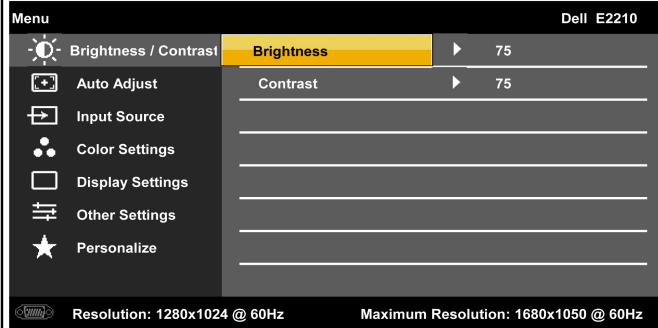 Menu Dell E2210
Brightness / Contrast Brightness 75
Auto Adjust Contrast 75
Input Source
Color Settings
Display Settings
Other Settings
Personalize
Resolution: 1280x1024 @ 60Hz Maximum Resolution: 1680x1050 @ 60Hz